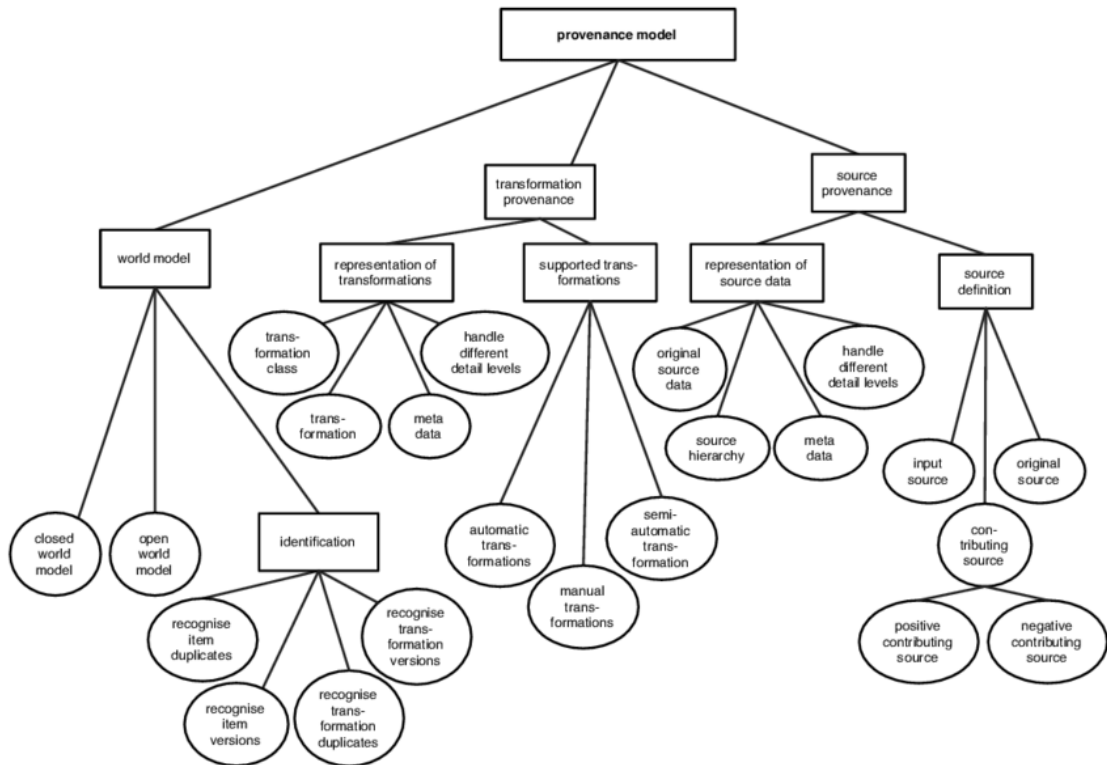 provenance model
transformation
provenance
source
provenance
world model
representation of
transformations
supported trans-
formations
representation of
source data
source
definition
trans-
formation
class
handle
different
detail levels
trans-
formation
meta
data
original
source
data
handle
different
detail levels
source
hierarchy
meta
data
input
source
original
source
closed
world
model
open
world
model
identification
automatic
trans-
formations
semi-
automatic
trans-
formation
manual
trans-
formations
con-
tributing
source
recognise
item
duplicates
recognise
trans-
formation
versions
recognise
item
versions
recognise
trans-
formation
duplicates
positive
contributing
source
negative
contributing
source